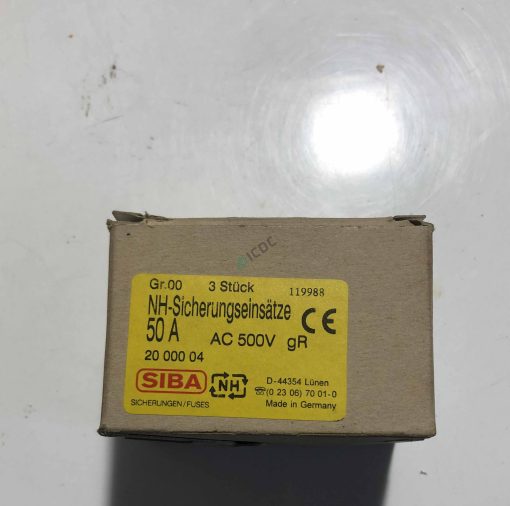 ICDC
Gr.00 3 Stück 119988
NH-Sicherungseinsätze
50 A AC 500V gR CE
20 000 04
SIBA NH D-44354 Lünen
☏(0 23 06) 70 01-0
SICHERUNGEN/FUSES Made in Germany